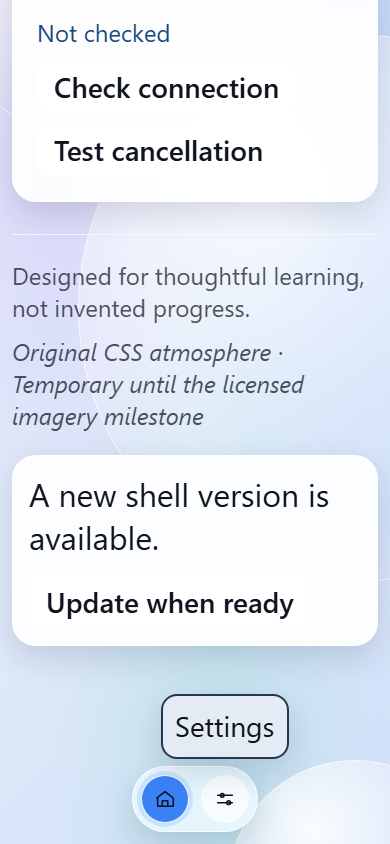 Not checked
Check connection
Test cancellation
Designed for thoughtful learning,
not invented progress.
Original CSS atmosphere ·
Temporary until the licensed
imagery milestone
A new shell version is
available.
Update when ready
Settings